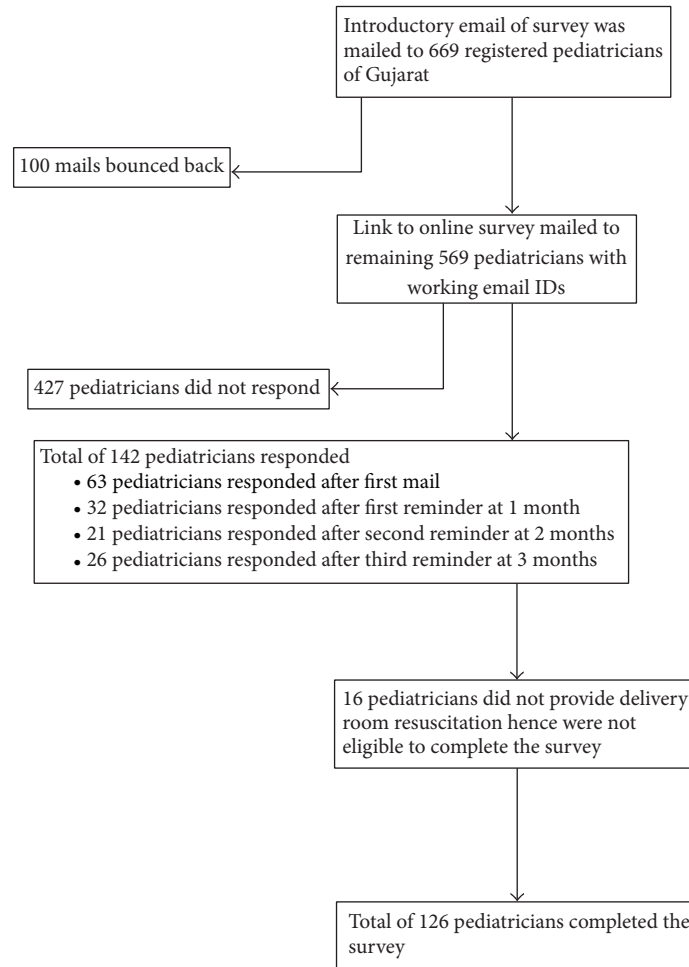 Introductory email of survey was
mailed to 669 registered pediatricians
of Gujarat
100 mails bounced back
Link to online survey mailed to
remaining 569 pediatricians with
working email IDs
427 pediatricians did not respond
Total of 142 pediatricians responded
• 63 pediatricians responded after first mail
• 32 pediatricians responded after first reminder at 1 month
• 21 pediatricians responded after second reminder at 2 months
• 26 pediatricians responded after third reminder at 3 months
16 pediatricians did not provide delivery
room resuscitation hence were not
eligible to complete the survey
Total of 126 pediatricians completed the
survey